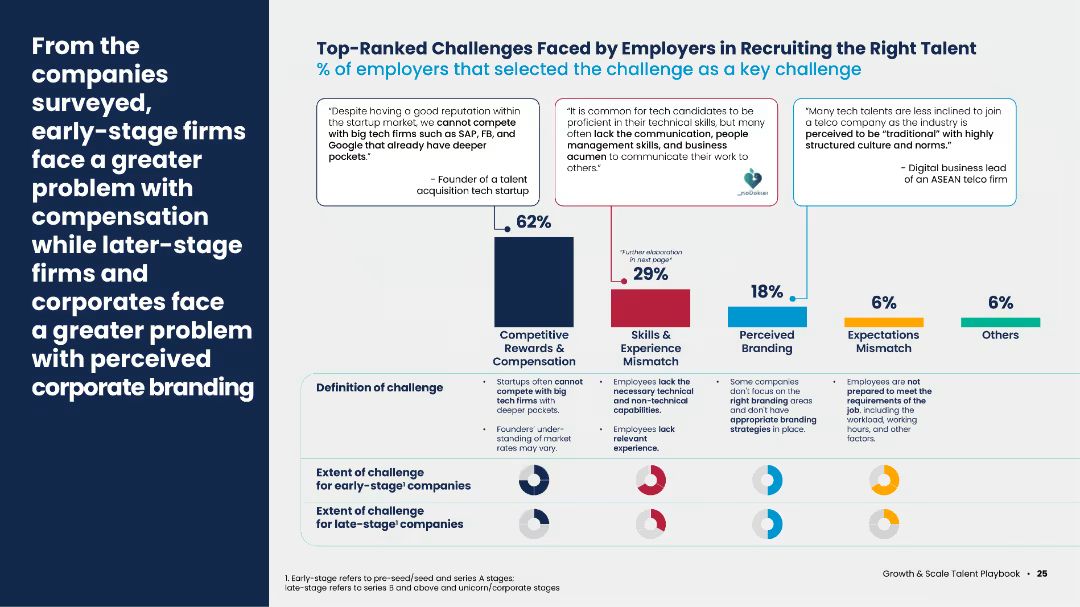 From the
companies
surveyed,
early-stage firms
face a greater
problem with
compensation
while later-stage
firms and
corporates face
a greater problem
with perceived
corporate branding
Top-Ranked Challenges Faced by Employers in Recruiting the Right Talent
% of employers that selected the challenge as a key challenge
"Despite having a good reputation within
the startup market, we cannot compete
with big tech firms such as SAP, FB, and
Google that already have deeper
pockets."
- Founder of a talent
acquisition tech startup
"It is common for tech candidates to be
proficient in their technical skills, but many
often lack the communication, people
management skills, and business
acumen to communicate their work to
others."
"Many tech talents are less inclined to join
a telco company as the industry is
perceived to be "traditional" with highly
structured culture and norms."
- Digital business lead
of an ASEAN telco firm
62%
"Further elaboration
in next page"
29%
18%
6%
6%
Competitive
Rewards &
Compensation
Skills &
Experience
Mismatch
Perceived
Branding
Expectations
Mismatch
Others
Definition of challenge
• Startups often cannot
compete with big
tech firms with
deeper pockets.
• Founders' under-
standing of market
rates may vary.
• Employees lack the
necessary technical
and non-technical
capabilities.
• Employees lack
relevant
experience.
• Some companies
don't focus on the
right branding areas
and don't have
appropriate branding
strategies in place.
• Employees are not
prepared to meet the
requirements of the
job, including the
workload, working
hours, and other
factors.
Extent of challenge
for early-stage¹ companies
Extent of challenge
for late-stage¹ companies
1. Early-stage refers to pre-seed/seed and series A stages;
late-stage refers to series B and above and unicorn/corporate stages
Growth & Scale Talent Playbook • 25